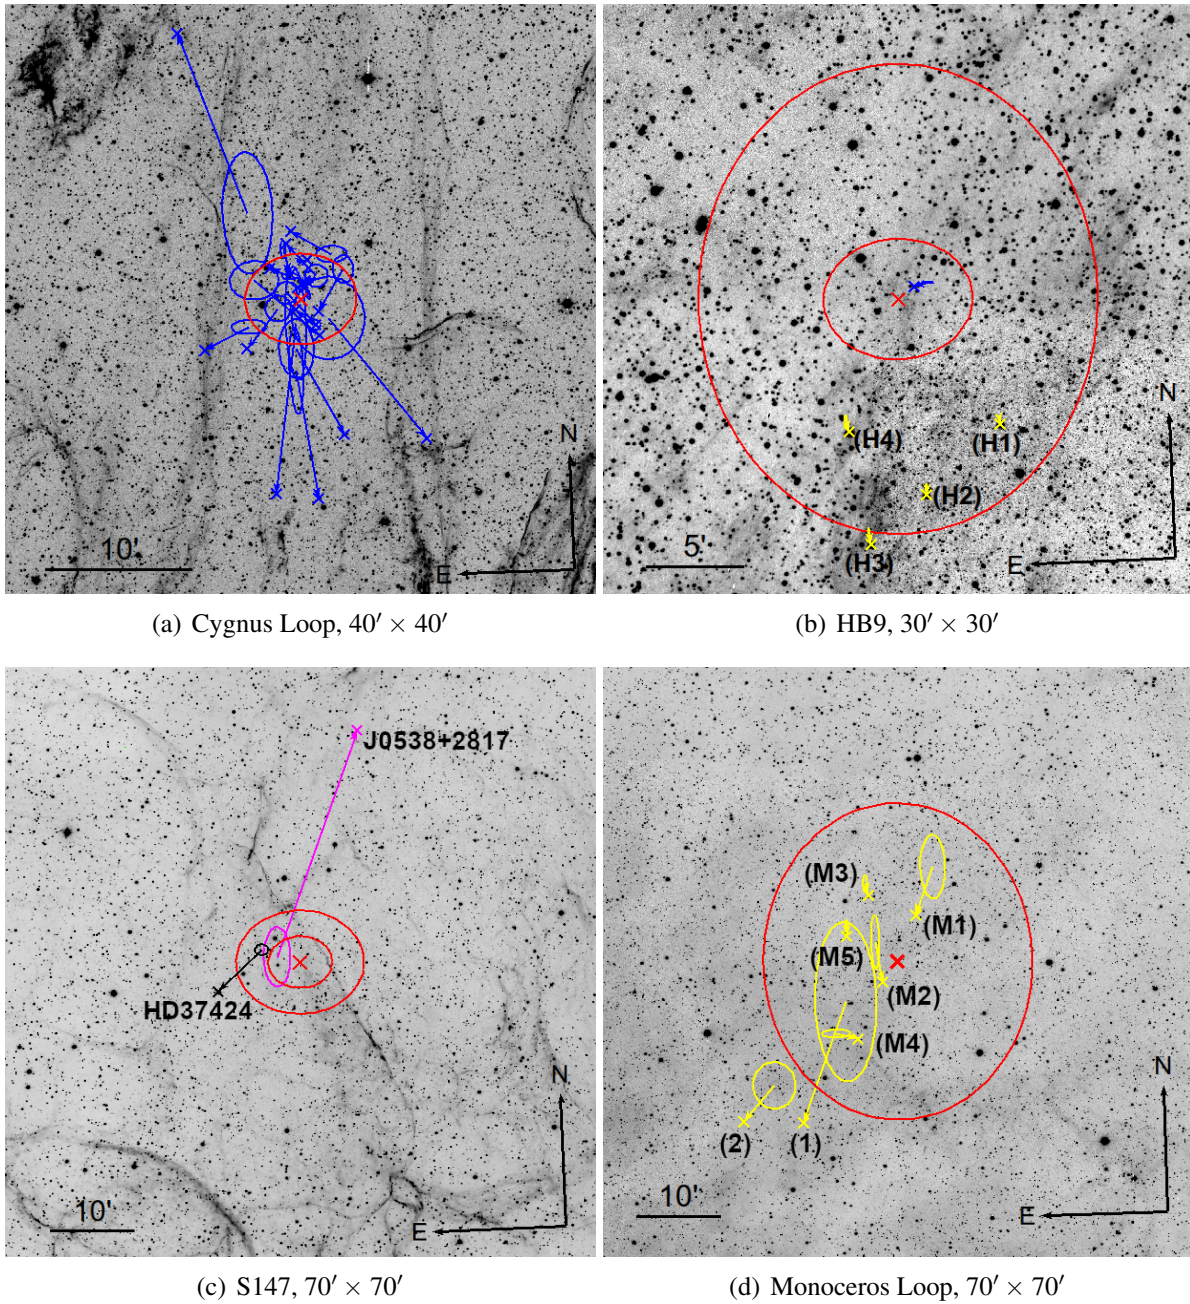 N
10'
E
(a) Cygnus Loop, 40′ × 40′
N
(H4)
(H1)
(H2)
5'
(H3)
E
(b) HB9, 30′ × 30′
J0538+2817
HD37424
N
10'
E
(c) S147, 70′ × 70′
(M3)
(M1)
(M5)
(M2)
(M4)
N
(2)
(1)
10'
E
(d) Monoceros Loop, 70′ × 70′